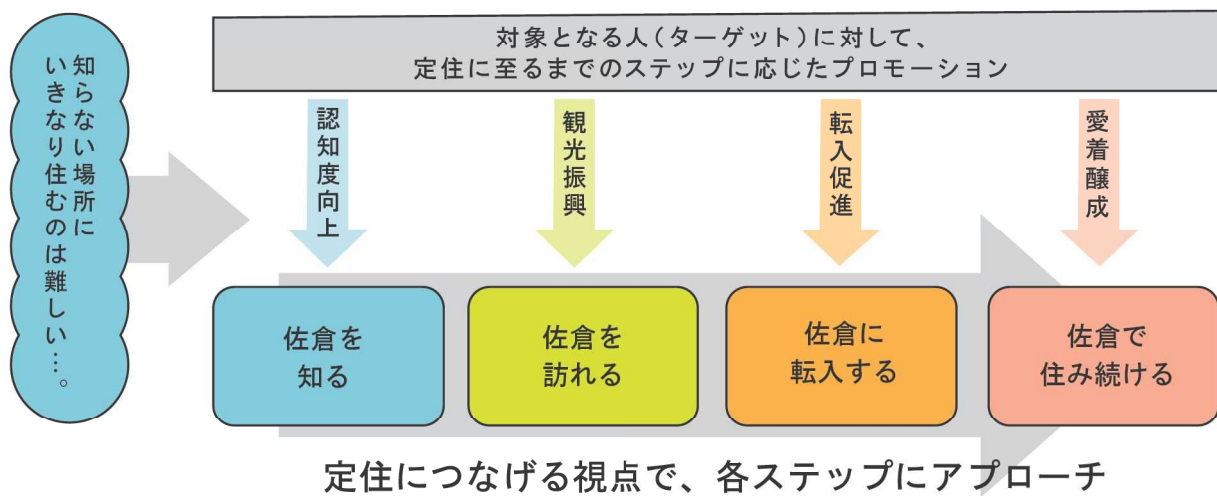 知らない場所に
いきなり住むのは難しい…。
対象となる人(ターゲット)に対して、
定住に至るまでのステップに応じたプロモーション
認知度向上
観光振興
転入促進
愛着醸成
佐倉を
知る
佐倉を
訪れる
佐倉に
転入する
佐倉で
住み続ける
定住につなげる視点で、各ステップにアプローチ